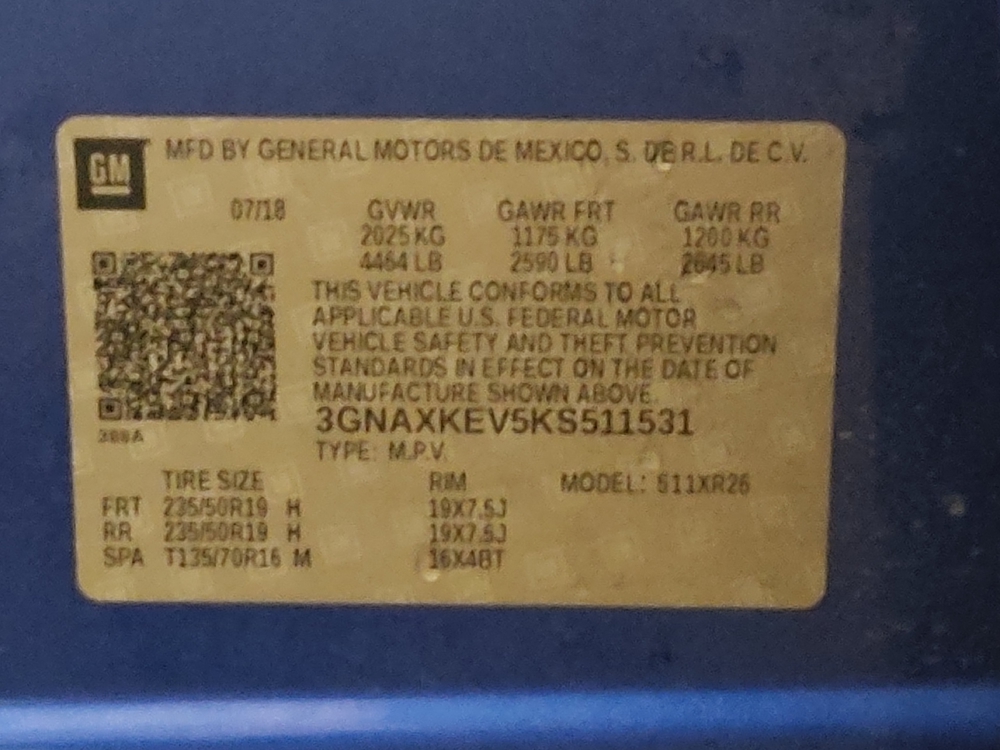 GM
MFD BY GENERAL MOTORS DE MEXICO, S. DE R.L. DE C.V.
07/18 GVWR GAWR FRT GAWR RR
2025 KG 1175 KG 1200 KG
4464 LB 2590 LB 2645 LB
THIS VEHICLE CONFORMS TO ALL
APPLICABLE U.S. FEDERAL MOTOR
VEHICLE SAFETY AND THEFT PREVENTION
STANDARDS IN EFFECT ON THE DATE OF
MANUFACTURE SHOWN ABOVE.
3GNAXKEV5KS511531
TYPE: M.P.V.
TIRE SIZE RIM MODEL: 511XR26
FRT 235/50R19 H 19X7.5J
RR 235/50R19 H 19X7.5J
SPA T135/70R16 M 16X4BT